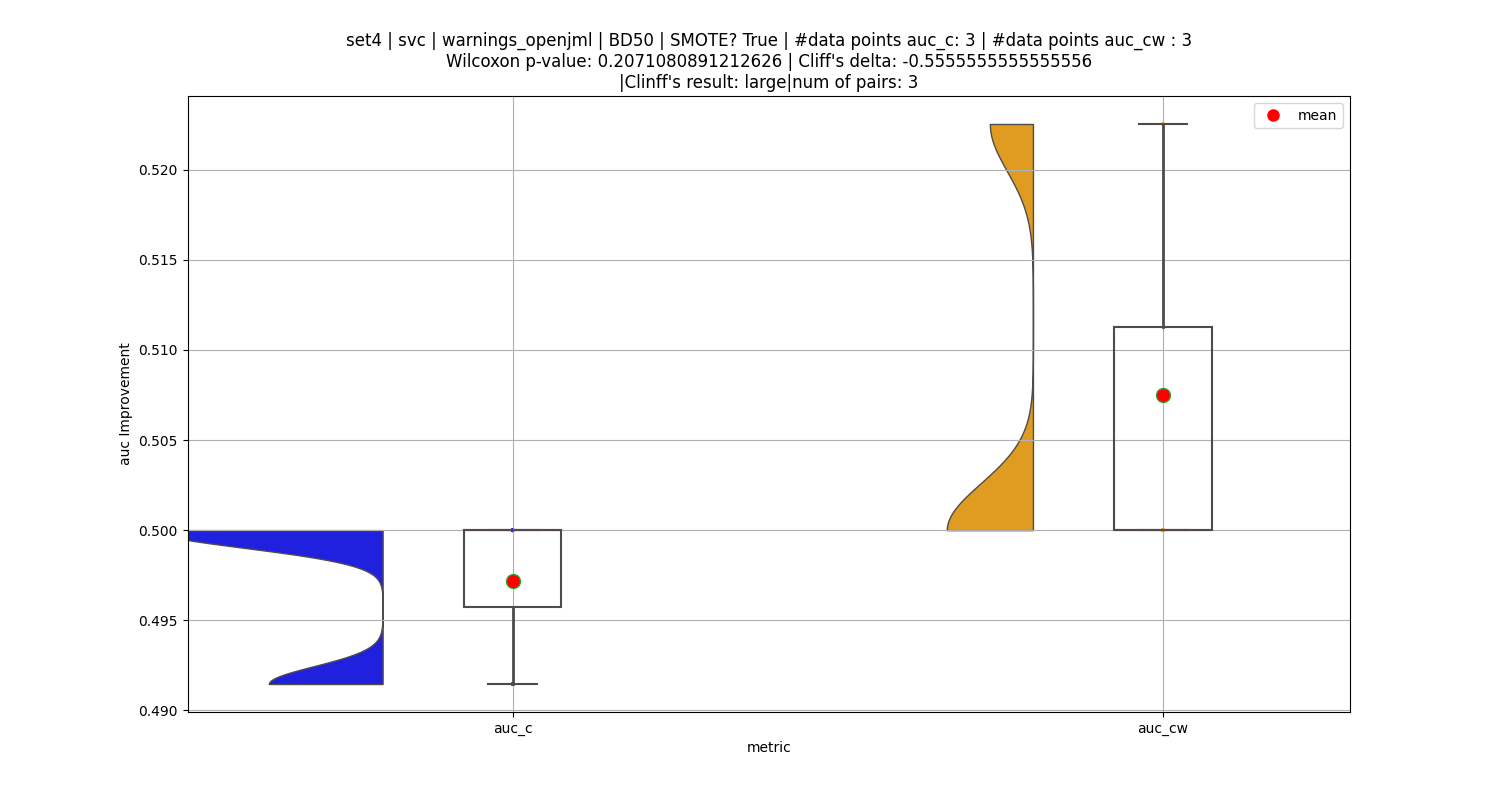 set4 | svc | warnings_openjml | BD50 | SMOTE? True | #data points auc_c: 3 | #data points auc_cw : 3
Wilcoxon p-value: 0.2071080891212626 | Cliff's delta: -0.5555555555555556
|Clinff's result: large|num of pairs: 3
mean
0.520
0.515
0.510
0.505
0.500
0.495
0.490
auc Improvement
auc_c
auc_cw
metric